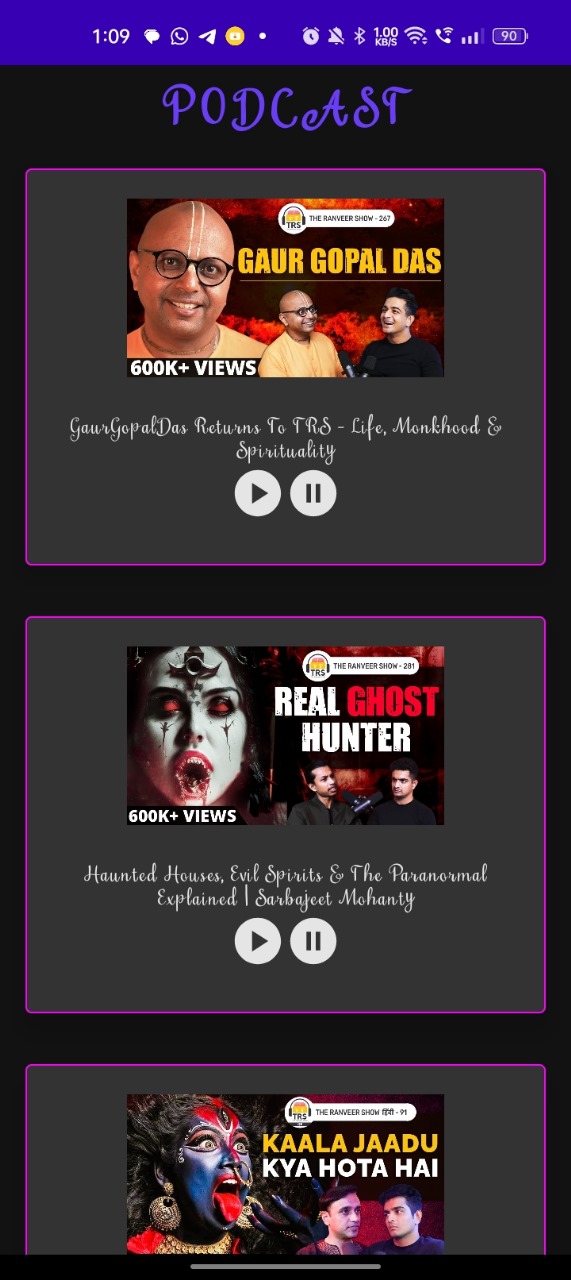 1:09
1.00
KB/S
90
PODCAST
TRS
THE RANVEER SHOW - 267
GAUR GOPAL DAS
600K+ VIEWS
GaurGopalDas Returns To TRS - Life, Monkhood &
Spirituality
TRS
THE RANVEER SHOW - 281
REAL GHOST
HUNTER
600K+ VIEWS
Haunted Houses, Evil Spirits & The Paranormal
Explained | Sarbajeet Mohanty
TRS
THE RANVEER SHOW हिंदी - 91
KAALA JAADU
KYA HOTA HAI